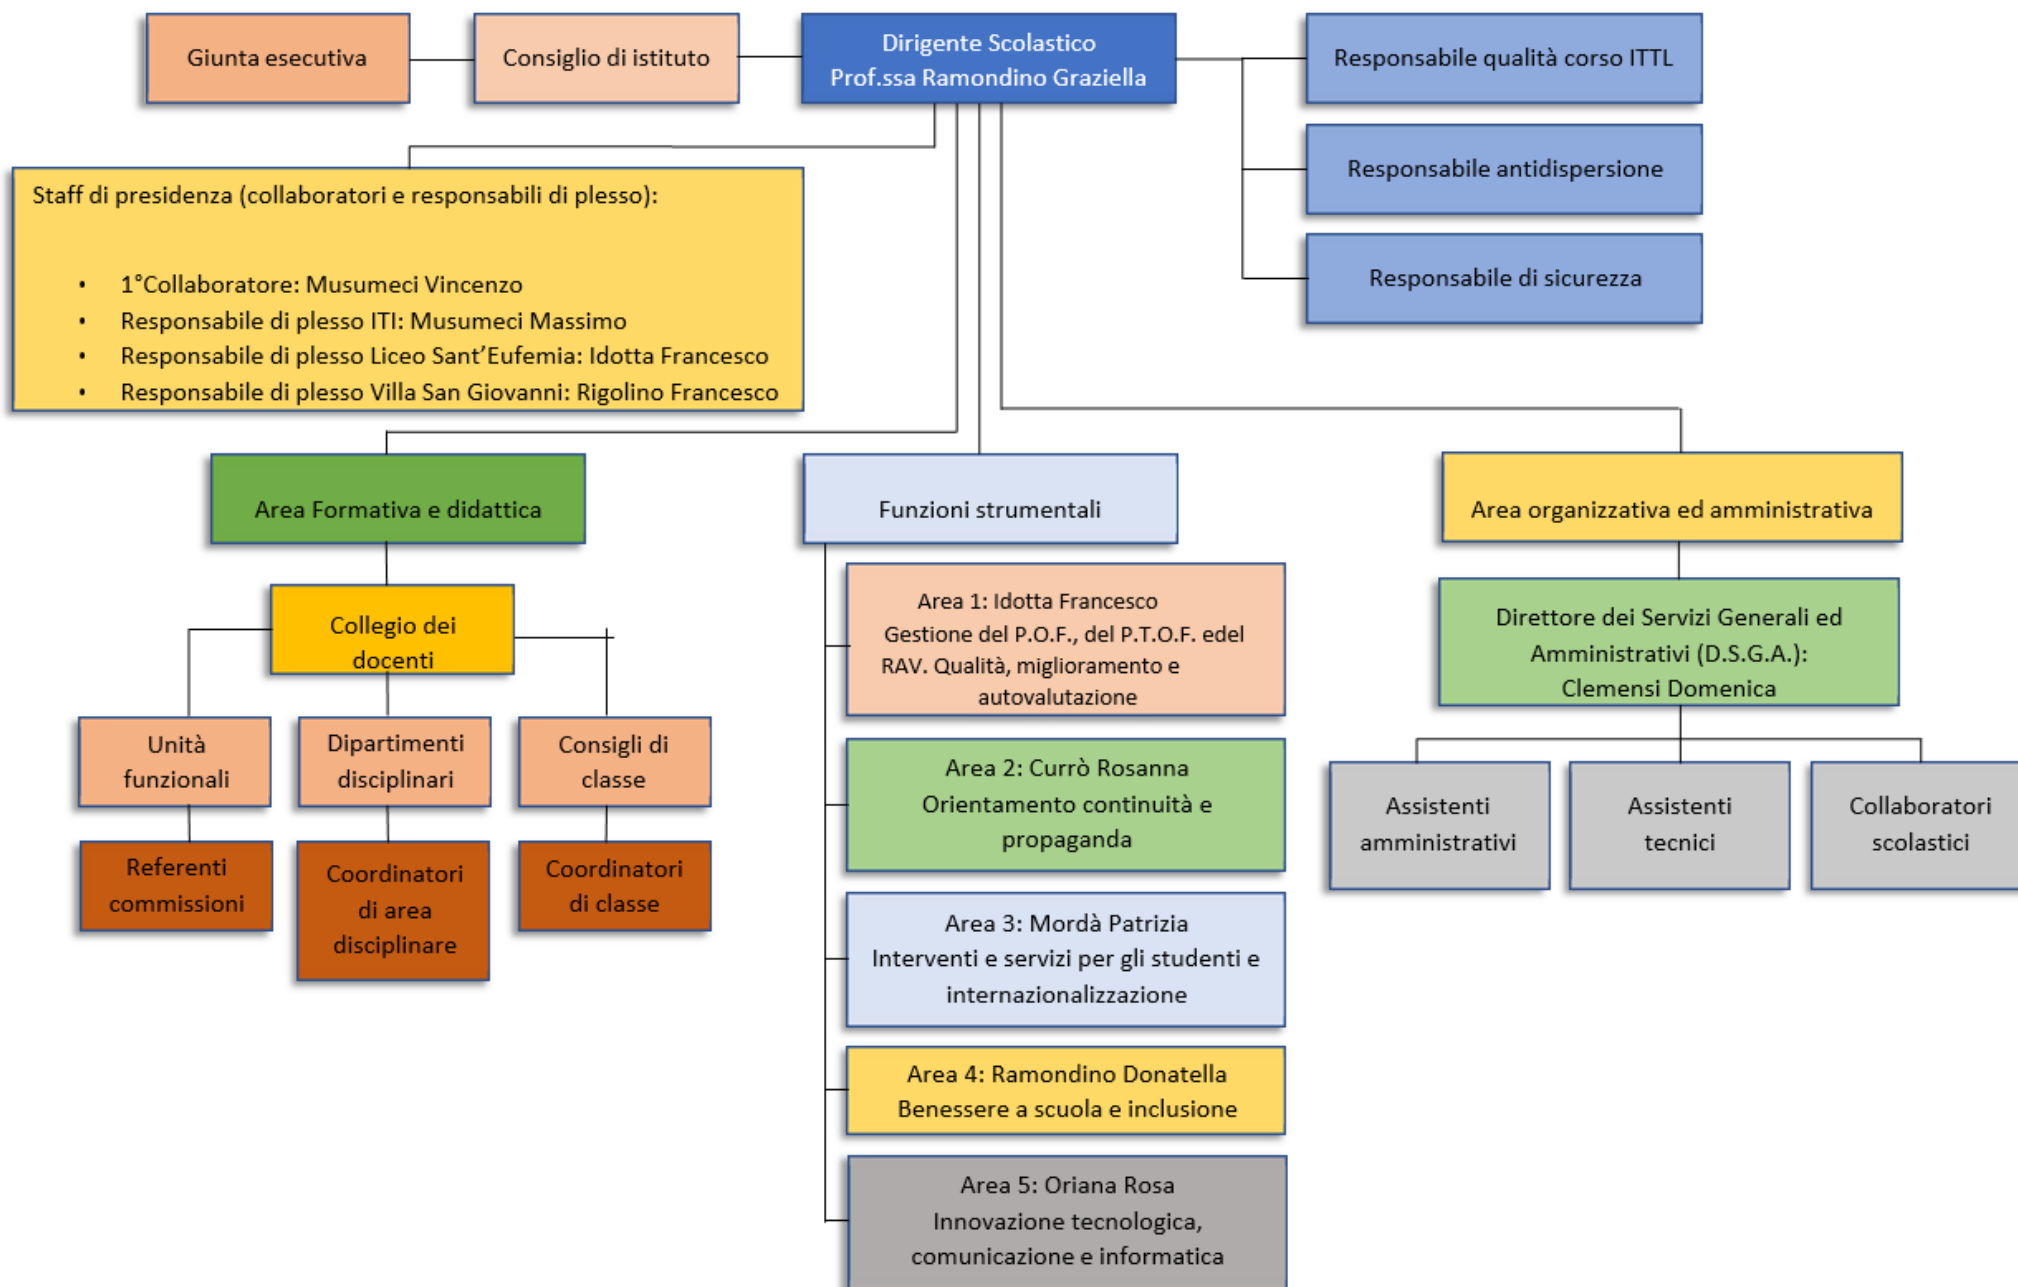 Giunta esecutiva
Consiglio di istituto
Dirigente Scolastico
Prof.ssa Ramondino Graziella
Responsabile qualità corso ITTL
Responsabile antidispersione
Responsabile di sicurezza
Staff di presidenza (collaboratori e responsabili di plesso):
• 1°Collaboratore: Musumeci Vincenzo
• Responsabile di plesso ITI: Musumeci Massimo
• Responsabile di plesso Liceo Sant'Eufemia: Idotta Francesco
• Responsabile di plesso Villa San Giovanni: Rigolino Francesco
Area Formativa e didattica
Collegio dei
docenti
Unità
funzionali
Dipartimenti
disciplinari
Consigli di
classe
Referenti
commissioni
Coordinatori
di area
disciplinare
Coordinatori
di classe
Funzioni strumentali
Area 1: Idotta Francesco
Gestione del P.O.F., del P.T.O.F. edel
RAV. Qualità, miglioramento e
autovalutazione
Area 2: Currò Rosanna
Orientamento continuità e
propaganda
Area 3: Mordà Patrizia
Interventi e servizi per gli studenti e
internazionalizzazione
Area 4: Ramondino Donatella
Benessere a scuola e inclusione
Area 5: Oriana Rosa
Innovazione tecnologica,
comunicazione e informatica
Area organizzativa ed amministrativa
Direttore dei Servizi Generali ed
Amministrativi (D.S.G.A.):
Clemensi Domenica
Assistenti
amministrativi
Assistenti
tecnici
Collaboratori
scolastici